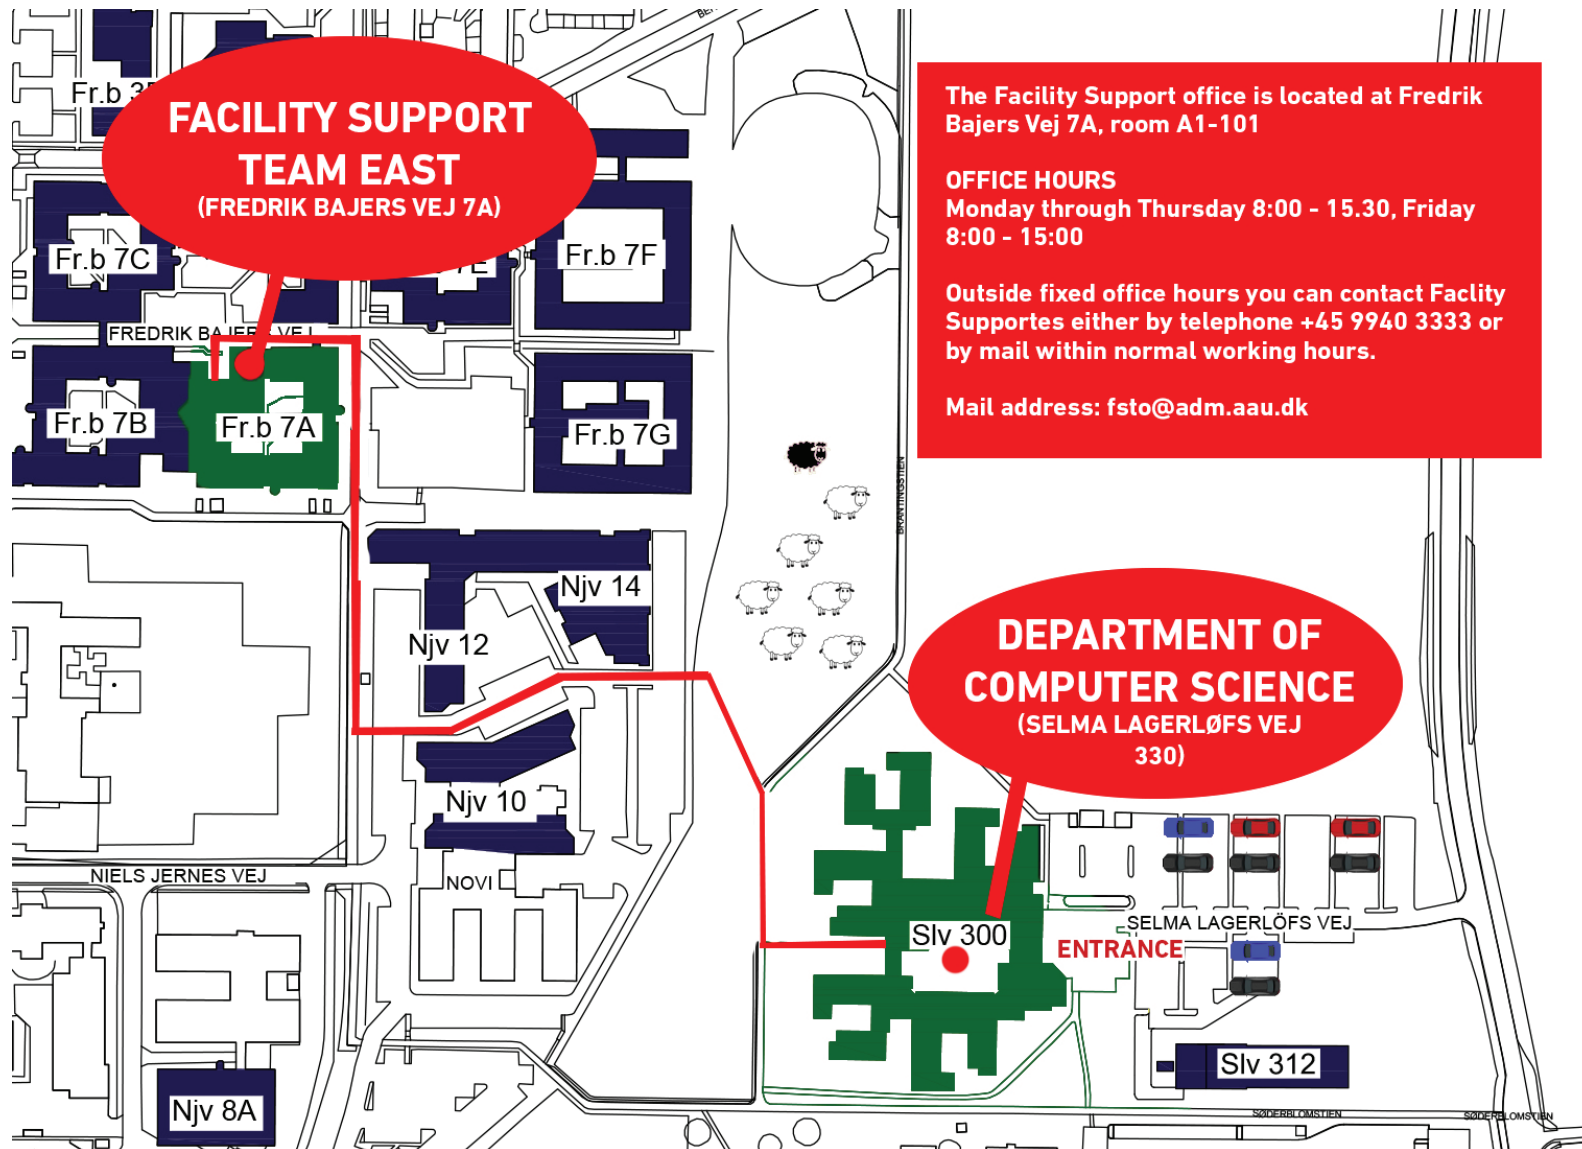 Fr.b
FACILITY SUPPORT
TEAM EAST
(FREDRIK BAJERS VEJ 7A)
The Facility Support office is located at Fredrik
Bajers Vej 7A, room A1-101
OFFICE HOURS
Monday through Thursday 8:00 - 15.30, Friday
8:00 - 15:00
Outside fixed office hours you can contact Faclity
Supportes either by telephone +45 9940 3333 or
by mail within normal working hours.
Mail address: fsto@adm.aau.dk
Fr.b 7C
7E
Fr.b 7F
FREDRIK BAJERS VEJ
Fr.b 7B
Fr.b 7A
Fr.b 7G
BRANTINGSTIEN
Njv 14
Njv 12
DEPARTMENT OF
COMPUTER SCIENCE
(SELMA LAGERLØFS VEJ
330)
Njv 10
NIELS JERNES VEJ
NOVI
Slv 300
SELMA LAGERLÖFS VEJ
ENTRANCE
Slv 312
Njv 8A
SØDERBLOMSTIEN
SØDERBLOMSTIEN